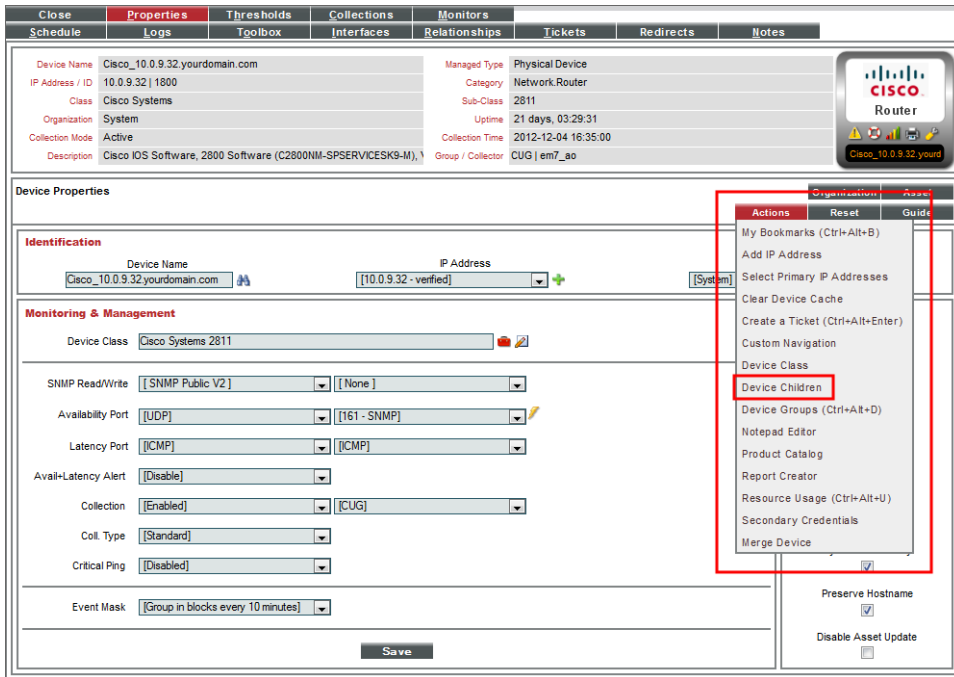 Close Properties Thresholds Collections Monitors
Schedule Logs Toolbox Interfaces Relationships Tickets Redirects Notes
Device Name Cisco_10.0.9.32.yourdomain.com Managed Type Physical Device
IP Address / ID 10.0.9.32 | 1800 Category Network.Router
Class Cisco Systems Sub-Class 2811
Organization System Uptime 21 days, 03:29:31
Collection Mode Active Collection Time 2012-12-04 16:35:00
Description Cisco IOS Software, 2800 Software (C2800NM-SPSERVICESK9-M), Group / Collector CUG | em7_ao
CISCO
Router
Cisco_10.0.9.32.yourd
Device Properties Organization Asset
Actions Reset Guide
My Bookmarks (Ctrl+Alt+B)
Add IP Address
Select Primary IP Addresses
Clear Device Cache
Create a Ticket (Ctrl+Alt+Enter)
Custom Navigation
Device Class
Device Children
Device Groups (Ctrl+Alt+D)
Notepad Editor
Product Catalog
Report Creator
Resource Usage (Ctrl+Alt+U)
Secondary Credentials
Merge Device
Identification
Device Name IP Address
Cisco_10.0.9.32.yourdomain.com [10.0.9.32 - verified] [System]
Monitoring & Management
Device Class Cisco Systems 2811
SNMP Read/Write [ SNMP Public V2 ] [ None ]
Availability Port [UDP] [161 - SNMP]
Latency Port [ICMP] [ICMP]
Avail+Latency Alert [Disable]
Collection [Enabled] [CUG]
Coll. Type [Standard]
Critical Ping [Disabled]
Event Mask [Group in blocks every 10 minutes]
Save
Preserve Hostname
Disable Asset Update